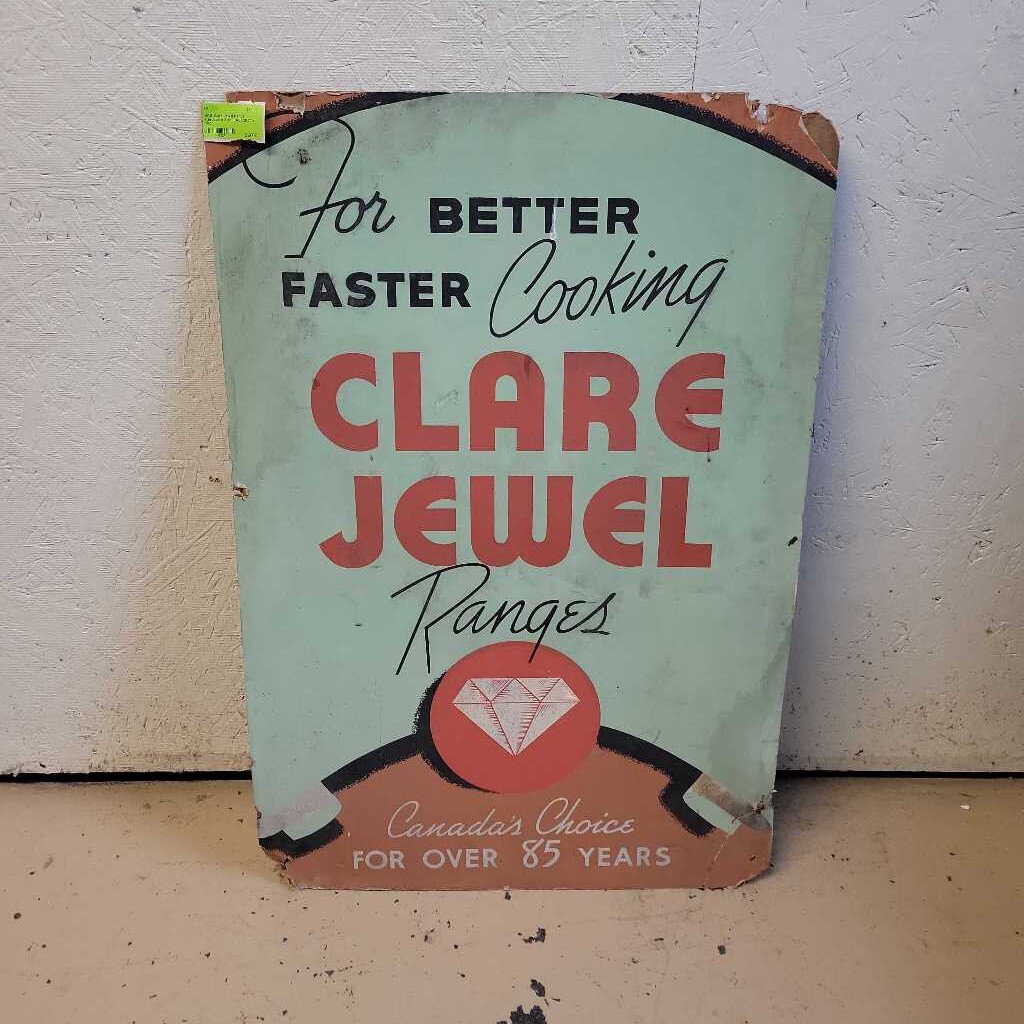 For BETTER
FASTER Cooking
CLARE
JEWEL
Ranges
Canada's Choice
FOR OVER 85 YEARS